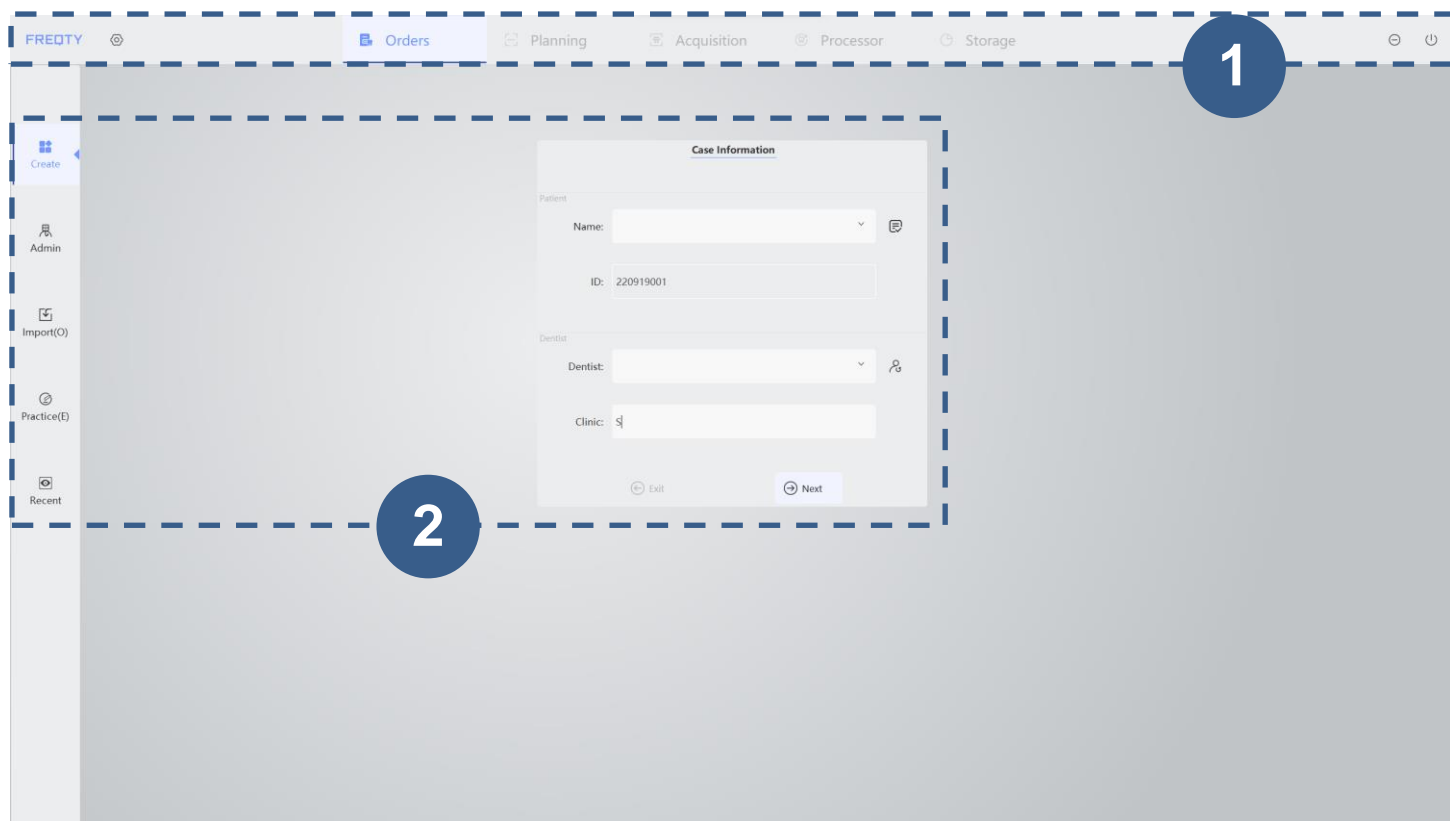 FREQTY
Orders
Planning
Acquisition
Processor
Storage
1
Create
Admin
Import(O)
Practice(E)
Recent
Case Information
Patient
Name:
ID: 220919001
Dentist
Dentist:
Clinic: S
Exit
Next
2